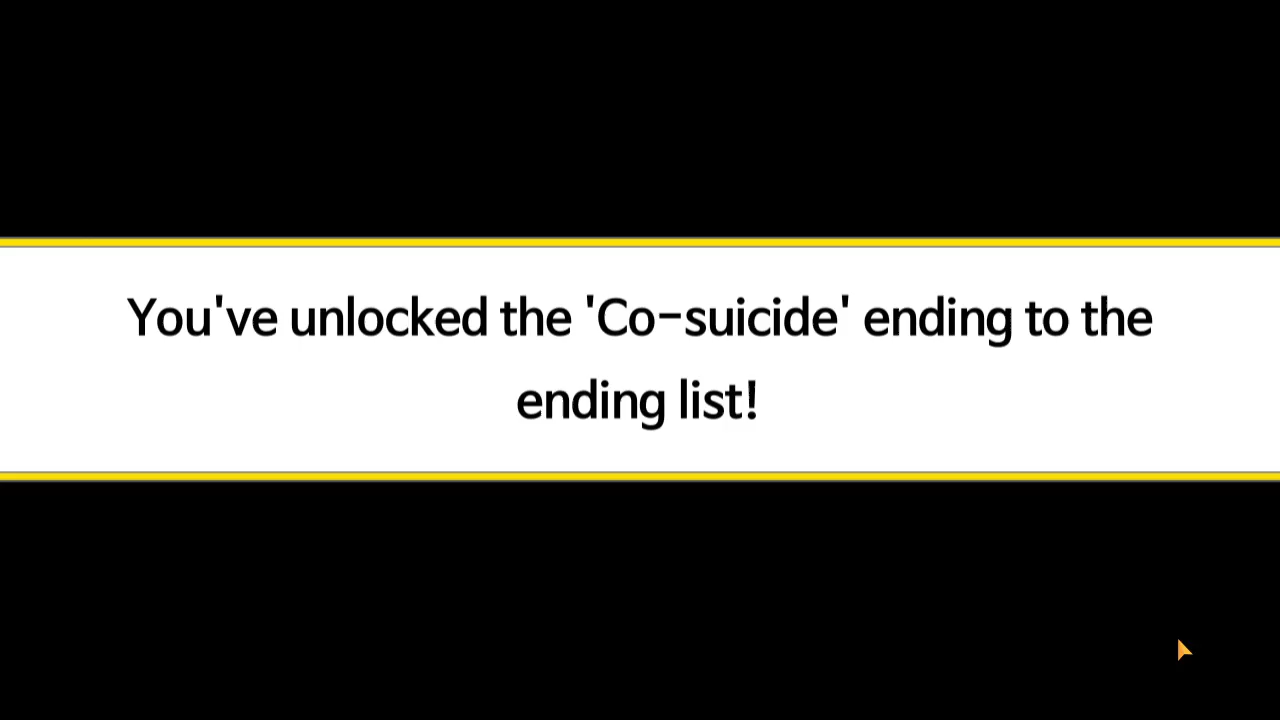 You've unlocked the 'Co-suicide' ending to the
ending list!